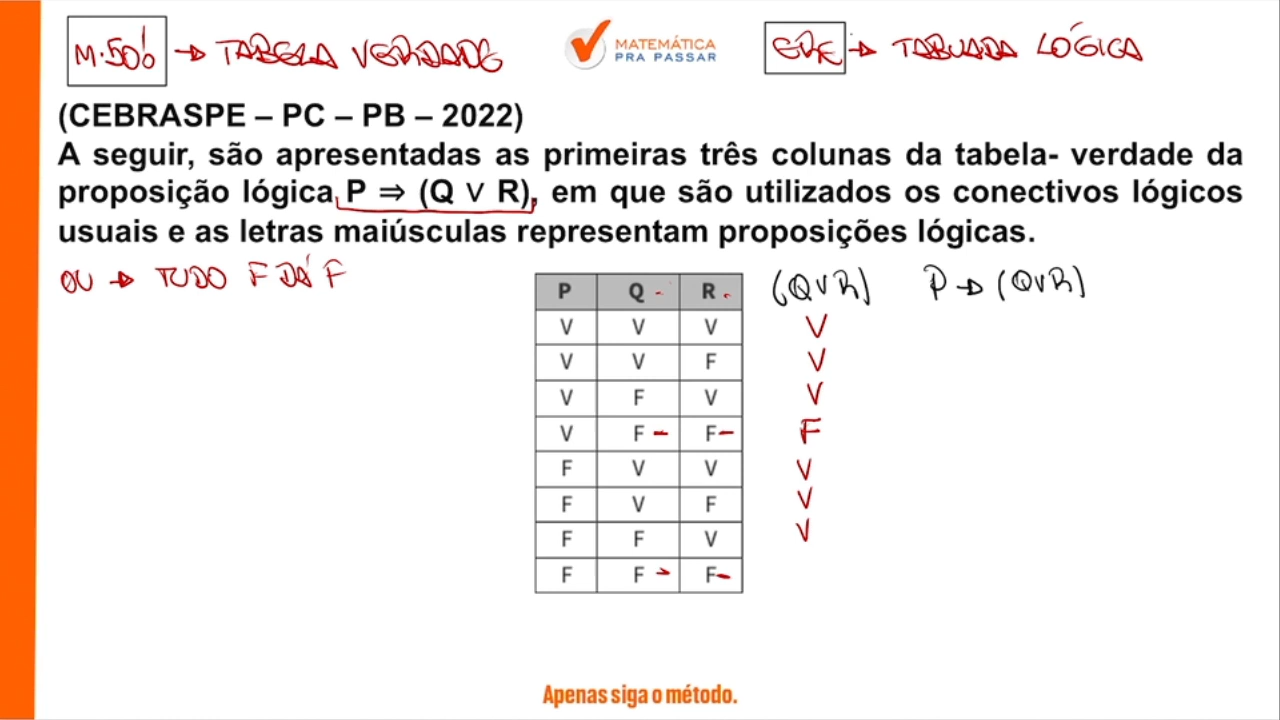 M.50% → TABELA VERDADE
MATEMÁTICA
PRA PASSAR
→ TABUADA LÓGICA
(CEBRASPE – PC – PB – 2022)
A seguir, são apresentadas as primeiras três colunas da tabela- verdade da
proposição lógica P ⇒ (Q ∨ R), em que são utilizados os conectivos lógicos
usuais e as letras maiúsculas representam proposições lógicas.
OU → TUDO F DÁ F
P Q R (Q∨R) P→(Q∨R)
V V V V
V V F V
V F V V
V F F F
F V V V
F V F V
F F V V
F F F
Apenas siga o método.